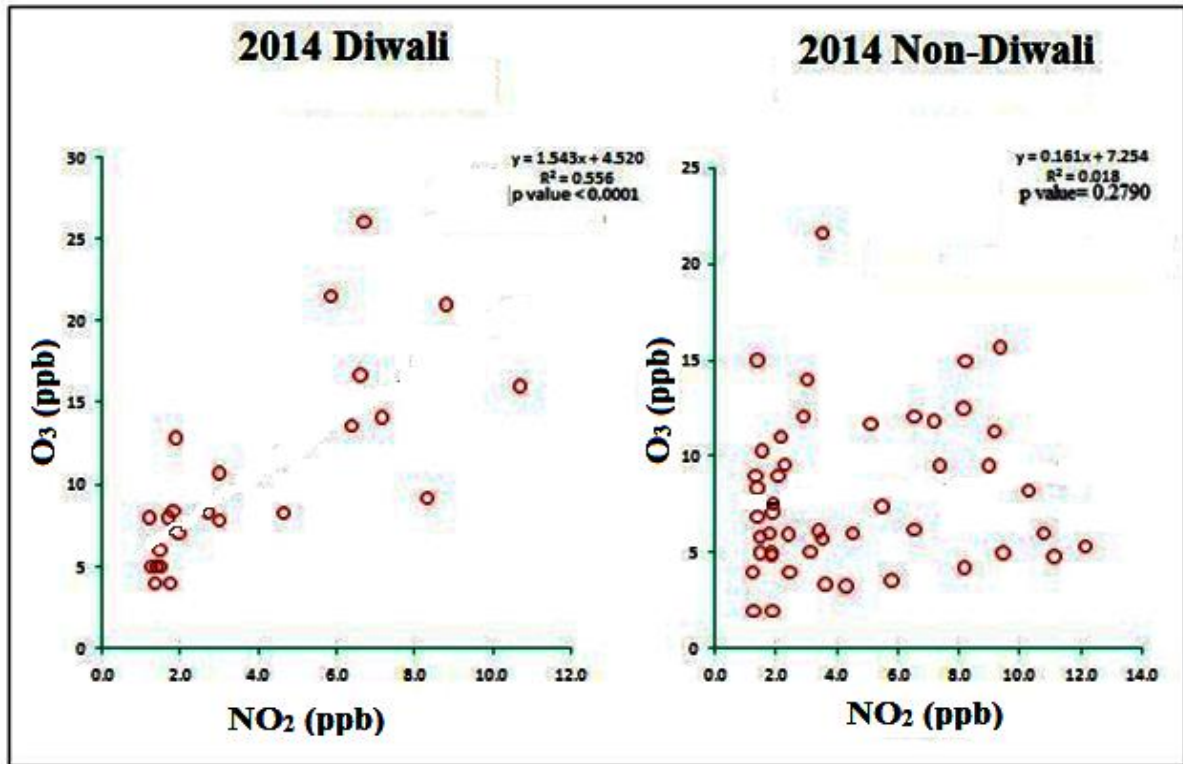 2014 Diwali
y = 1.543x + 4.520
R² = 0.556
p value < 0.0001
30
25
20
15
10
5
0
O₃ (ppb)
0.0 2.0 4.0 6.0 8.0 10.0 12.0
NO₂ (ppb)
2014 Non-Diwali
y = 0.161x + 7.254
R² = 0.018
p value= 0.2790
25
20
15
10
5
0
O₃ (ppb)
0.0 2.0 4.0 6.0 8.0 10.0 12.0 14.0
NO₂ (ppb)